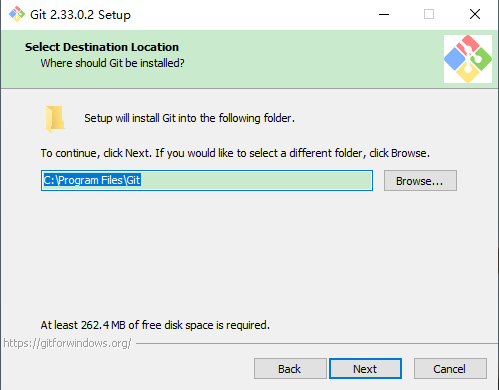 Git 2.33.0.2 Setup
Select Destination Location
Where should Git be installed?
Setup will install Git into the following folder.
To continue, click Next. If you would like to select a different folder, click Browse.
C:\Program Files\Git
Browse...
At least 262.4 MB of free disk space is required.
https://gitforwindows.org/
Back
Next
Cancel